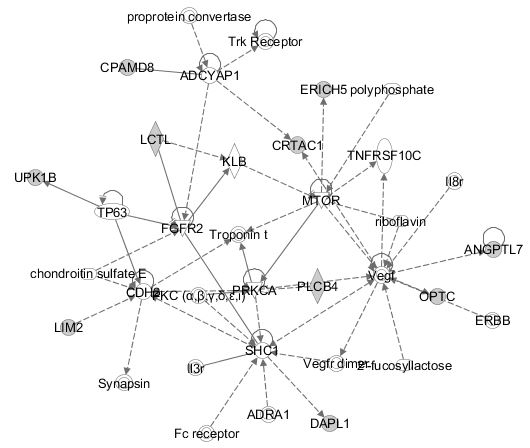 proprotein convertase
Trk Receptor
CPAMD8
ADCYAP1
ERICH5
polyphosphate
LCTL
CRTAC1
TNFRSF10C
KLB
UPK1B
Il8r
MTOR
TP63
FGFR2
riboflavin
Troponin t
ANGPTL7
chondroitin sulfate E
Vegf
CDH2
PKC (α,β,γ,δ,ε,ι)
PRKCA
PLCB4
OPTC
LIM2
ERBB
SHC1
Il3r
Vegfr dimer
2'-fucosyllactose
Synapsin
ADRA1
DAPL1
Fc receptor